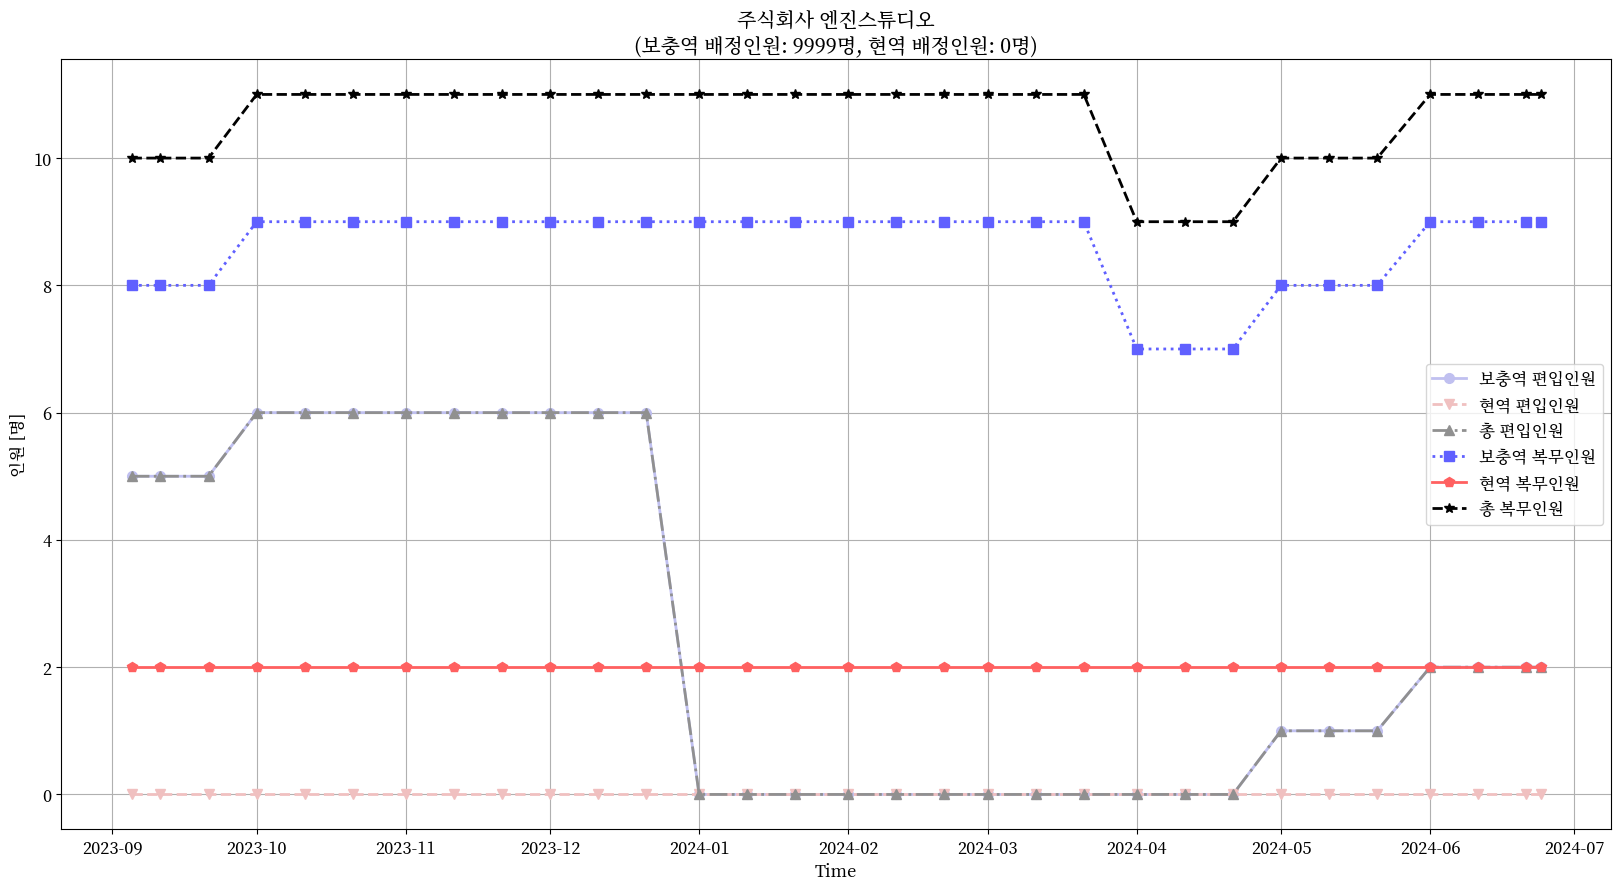 주식회사 엔진스튜디오
(보충역 배정인원: 9999명, 현역 배정인원: 0명)
인원 [명]
10
8
6
4
2
0
보충역 편입인원
현역 편입인원
총 편입인원
보충역 복무인원
현역 복무인원
총 복무인원
2023-09 2023-10 2023-11 2023-12 2024-01 2024-02 2024-03 2024-04 2024-05 2024-06 2024-07
Time